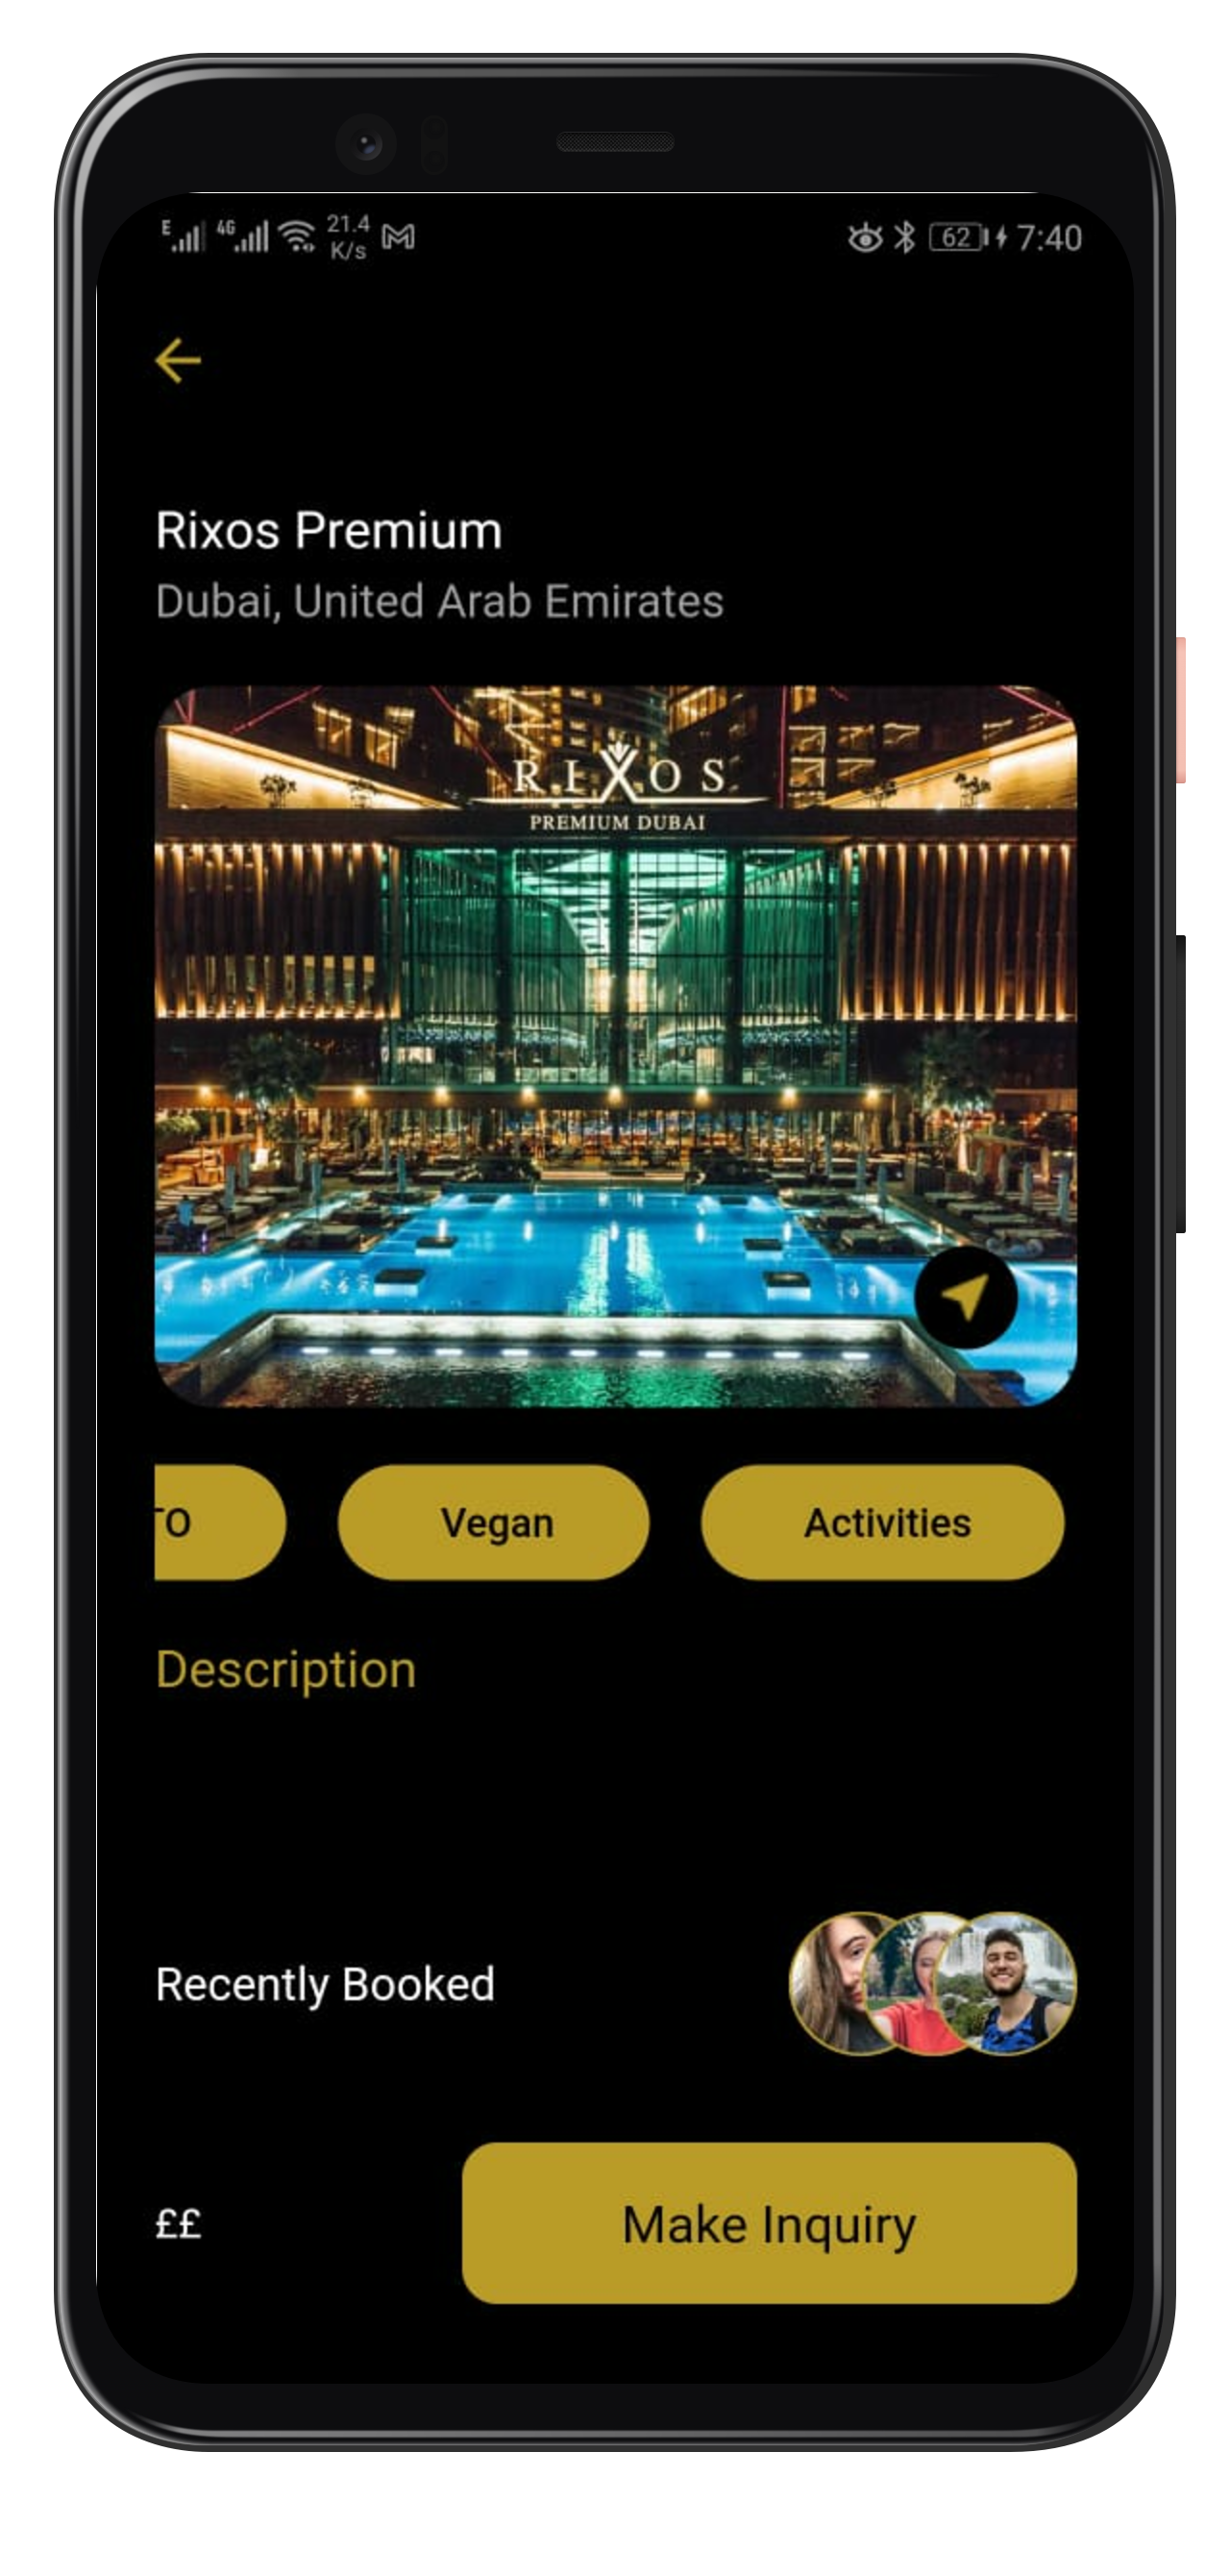 E 4G 21.4 K/s 62 7:40
Rixos Premium
Dubai, United Arab Emirates
RIXOS
PREMIUM DUBAI
TO Vegan Activities
Description
Recently Booked
££ Make Inquiry